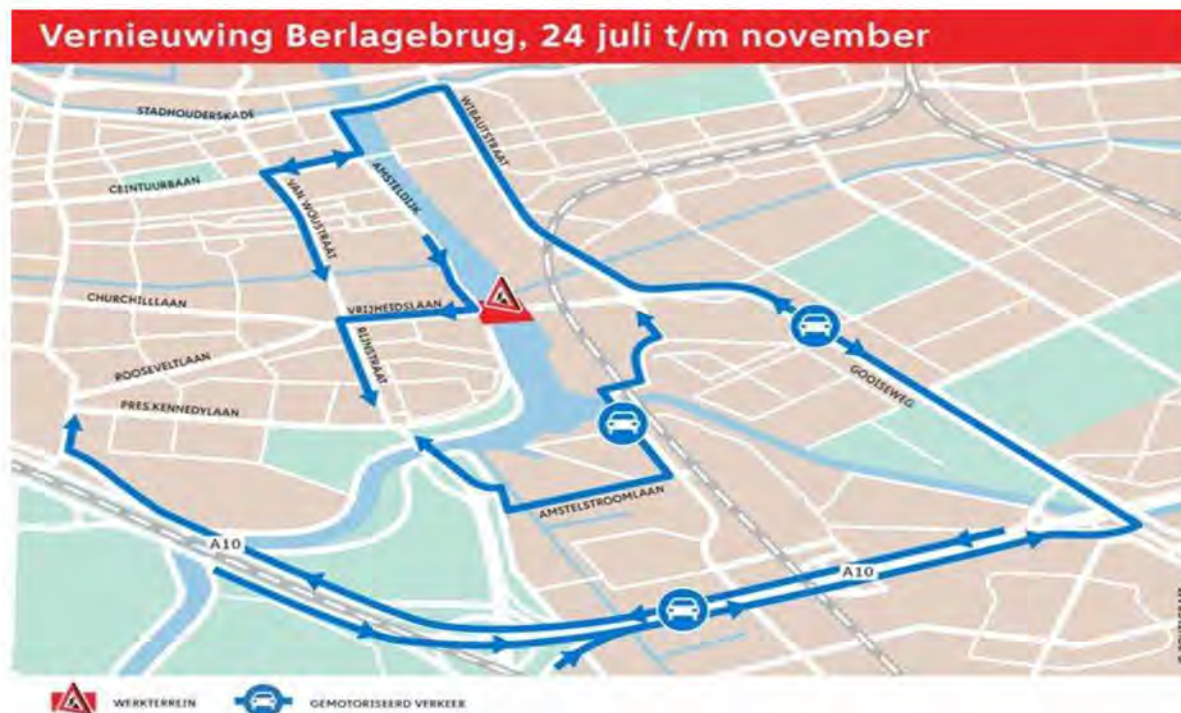 Vernieuwing Berlagebrug, 24 juli t/m november
STADHOUDERSKADE
WIBAUTSTRAAT
CEINTUURBAAN
AMSTELDIJK
VAN WOUSTRAAT
CHURCHILLLAAN
VRIJHEIDSLAAN
ROOSEVELTLAAN
RIJNSTRAAT
GOOISEWEG
PRES.KENNEDYLAAN
AMSTELSTROOMLAAN
A10
A10
WERKTERREIN
GEMOTORISEERD VERKEER